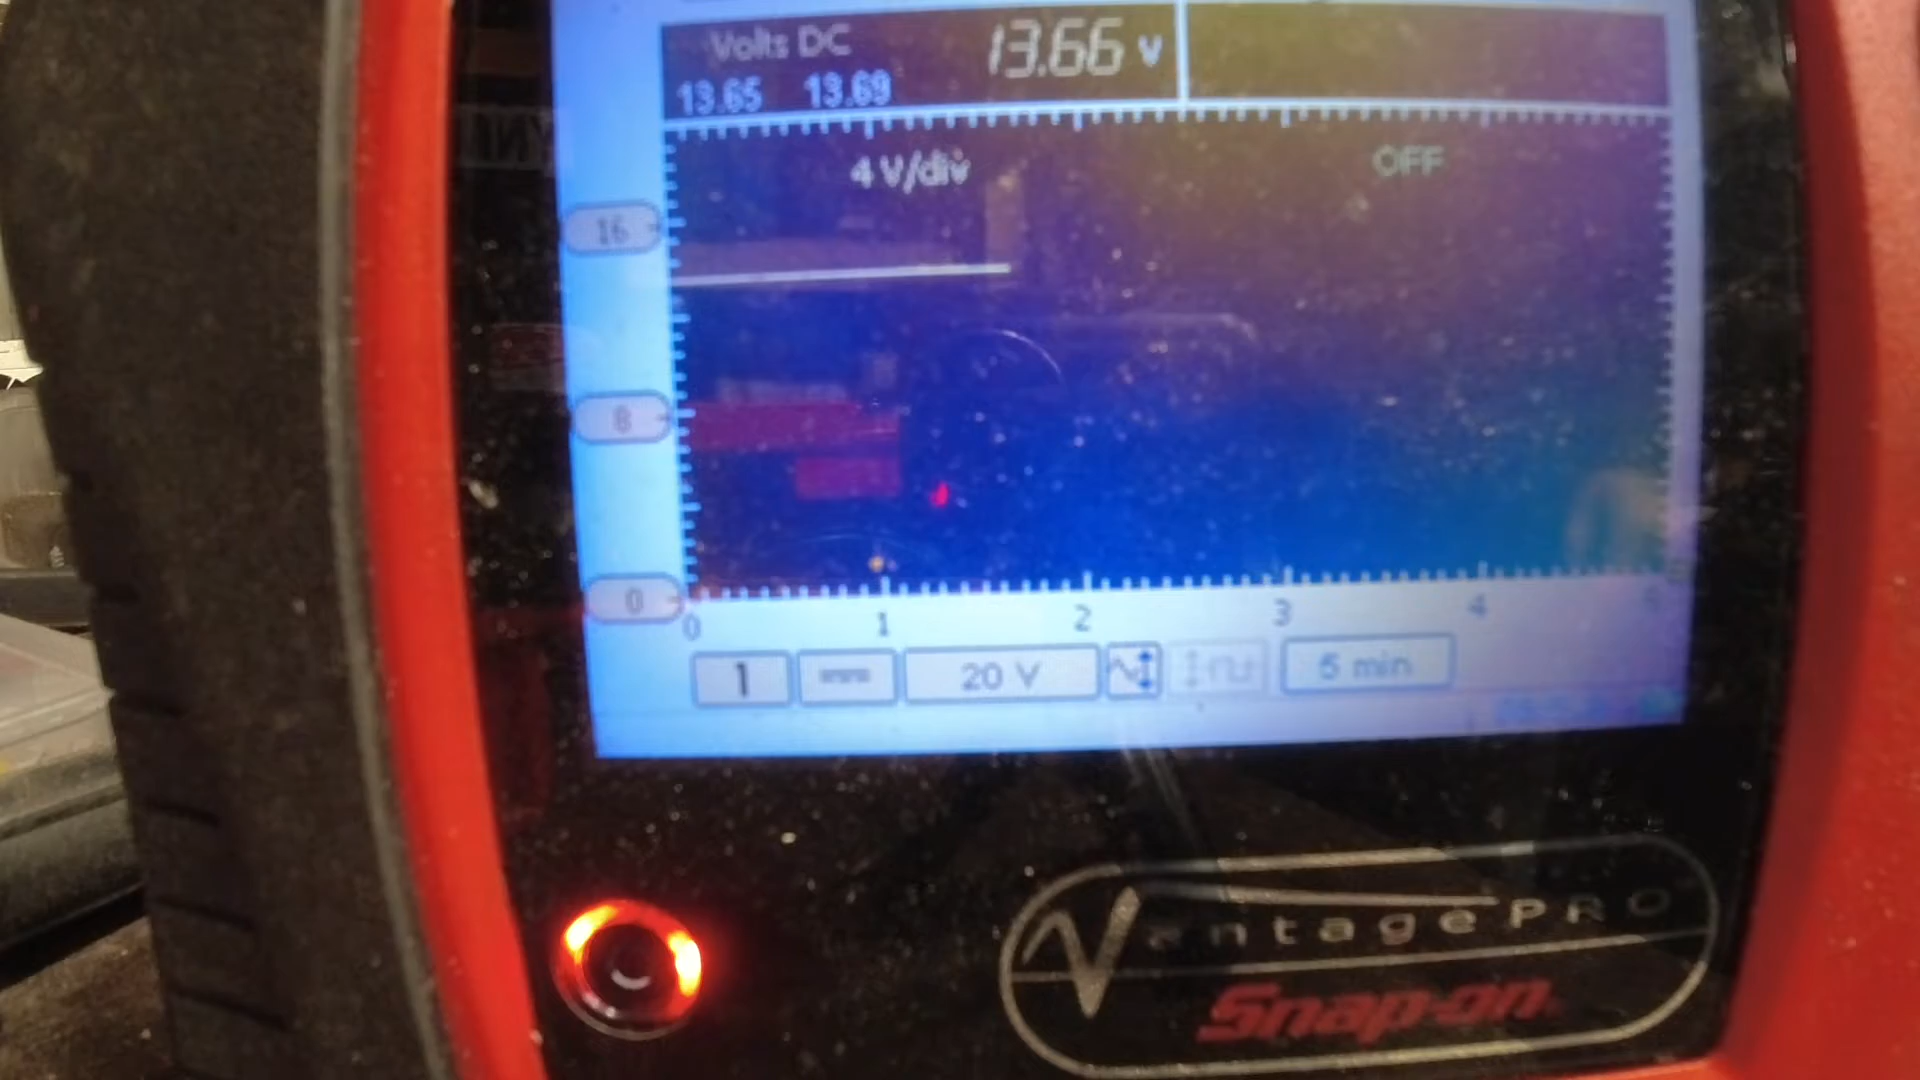 Volts DC 13.66 V
13.65 13.69
4 V/div OFF
16
8
0
0 1 2 3 4 5
1 20 V 5 min
VantagePRO
Snap-on